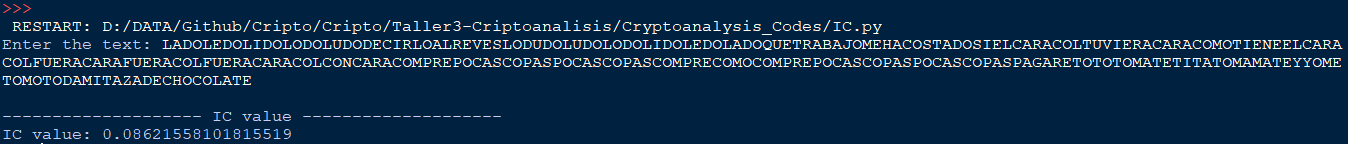 >>>
RESTART: D:/DATA/Github/Cripto/Cripto/Taller3-Criptoanalisis/Cryptoanalysis_Codes/IC.py
Enter the text: LADOLEDOLIDOLODOLUDODECIRLOALREVESLODUDOLUDOLODOLIDOLEDOLADOQUETRABAJOMEHACOSTADOSIELCARACOLTUVIERACARACOMOTIENEELCARA
COLFUERACARAFUERACOLFUERACARACOLCONCARACOMPREPOCASCOPASPOCASCOPASCOMPRECOMOCOMPREPOCASCOPASPOCASCOPASPAGARETOTOTOMATETITATOMAMATEYYOME
TOMOTODAMITAZADECHOCOLATE
-------------------- IC value --------------------
IC value: 0.08621558101815519